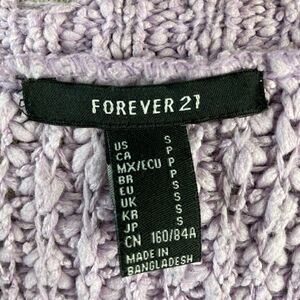 FOREVER 21
US S
CA P
MX/ECU P
BR P
EU S
UK S
KR S
JP S
CN 160/84A
MADE IN
BANGLADESH